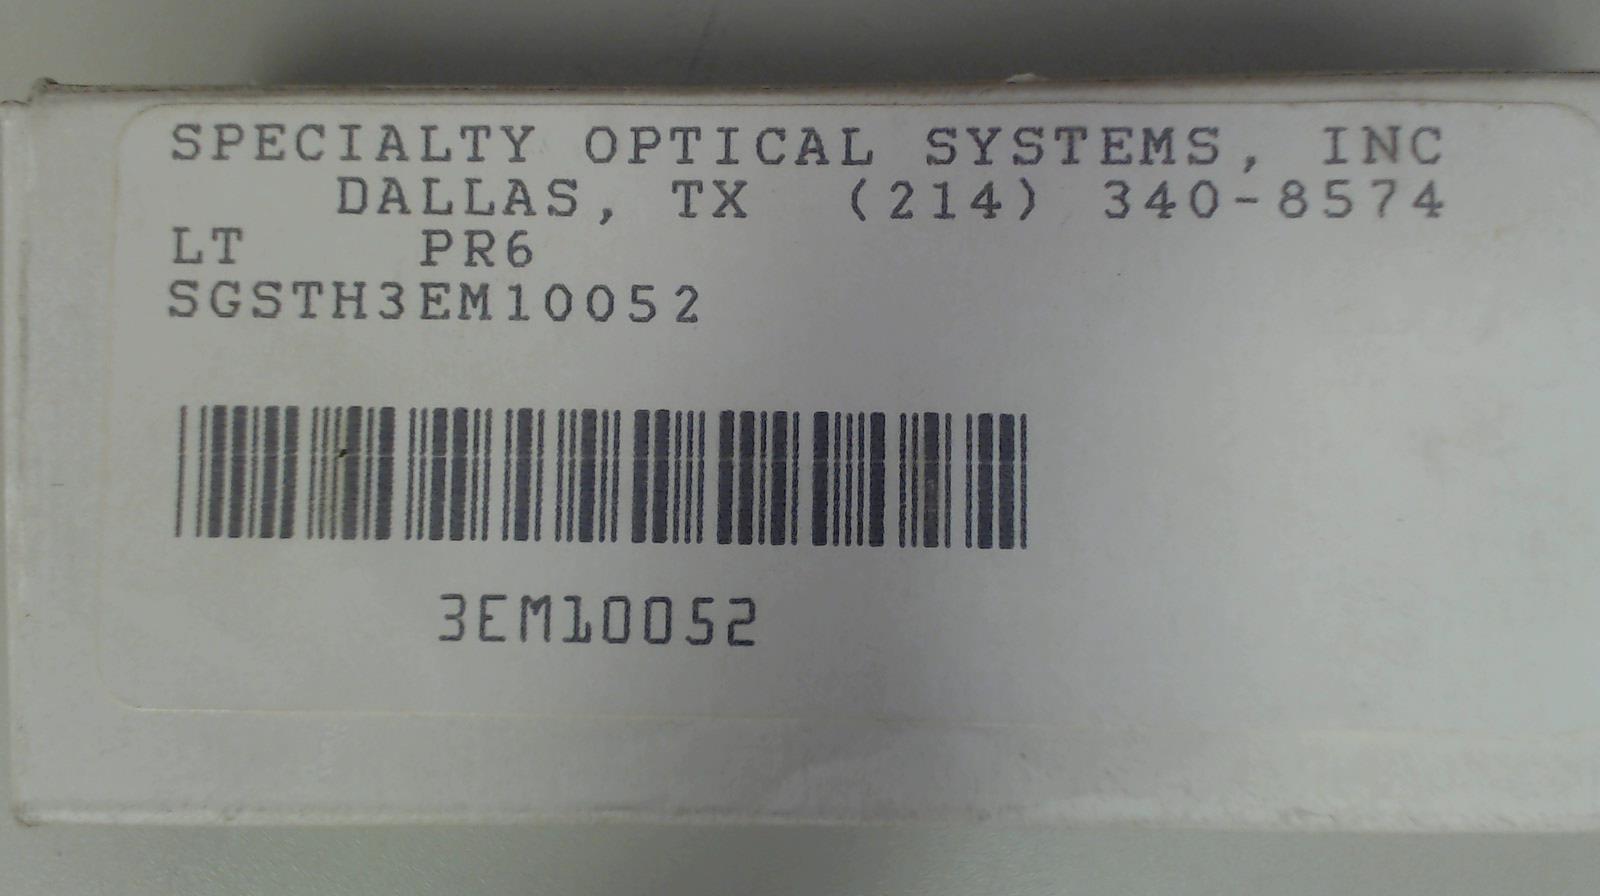 SPECIALTY OPTICAL SYSTEMS, INC
DALLAS, TX (214) 340-8574
LT PR6
SGSTH3EM10052
3EM10052